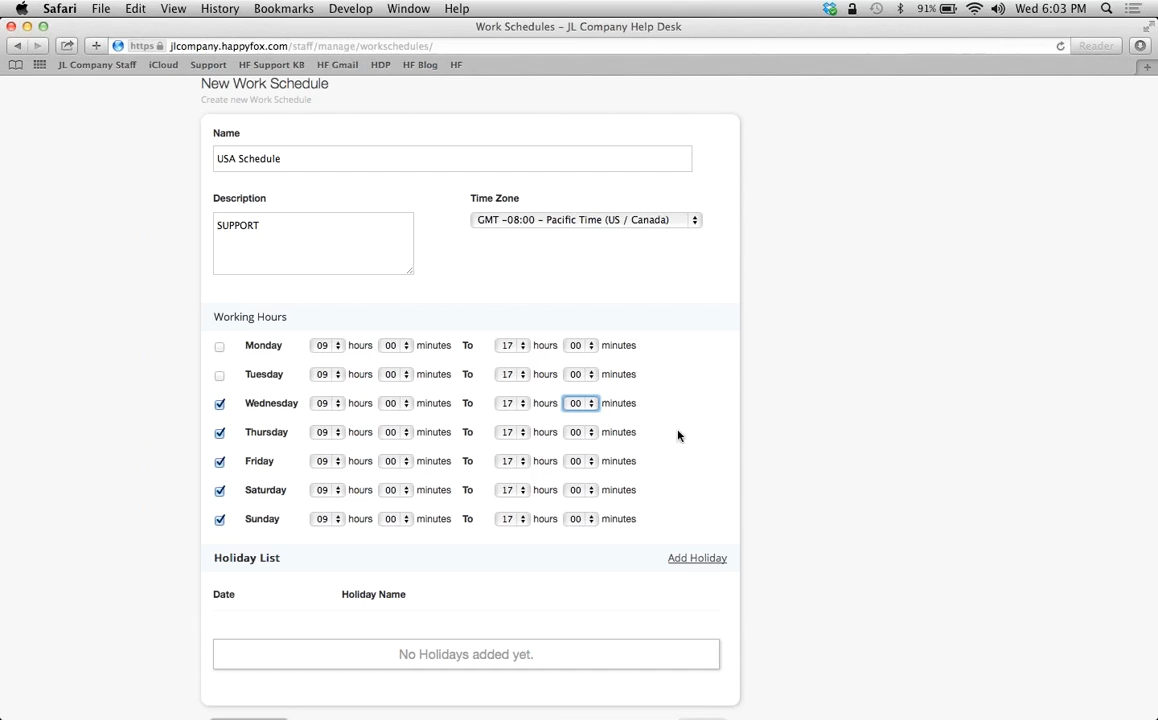 Safari File Edit View History Bookmarks Develop Window Help 91% Wed 6:03 PM
Work Schedules – JL Company Help Desk
https jlcompany.happyfox.com/staff/manage/workschedules/ Reader
JL Company Staff iCloud Support HF Support KB HF Gmail HDP HF Blog HF
New Work Schedule
Create new Work Schedule
Name
USA Schedule
Description Time Zone
SUPPORT GMT -08:00 - Pacific Time (US / Canada)
Working Hours
Monday 09 hours 00 minutes To 17 hours 00 minutes
Tuesday 09 hours 00 minutes To 17 hours 00 minutes
Wednesday 09 hours 00 minutes To 17 hours 00 minutes
Thursday 09 hours 00 minutes To 17 hours 00 minutes
Friday 09 hours 00 minutes To 17 hours 00 minutes
Saturday 09 hours 00 minutes To 17 hours 00 minutes
Sunday 09 hours 00 minutes To 17 hours 00 minutes
Holiday List Add Holiday
Date Holiday Name
No Holidays added yet.